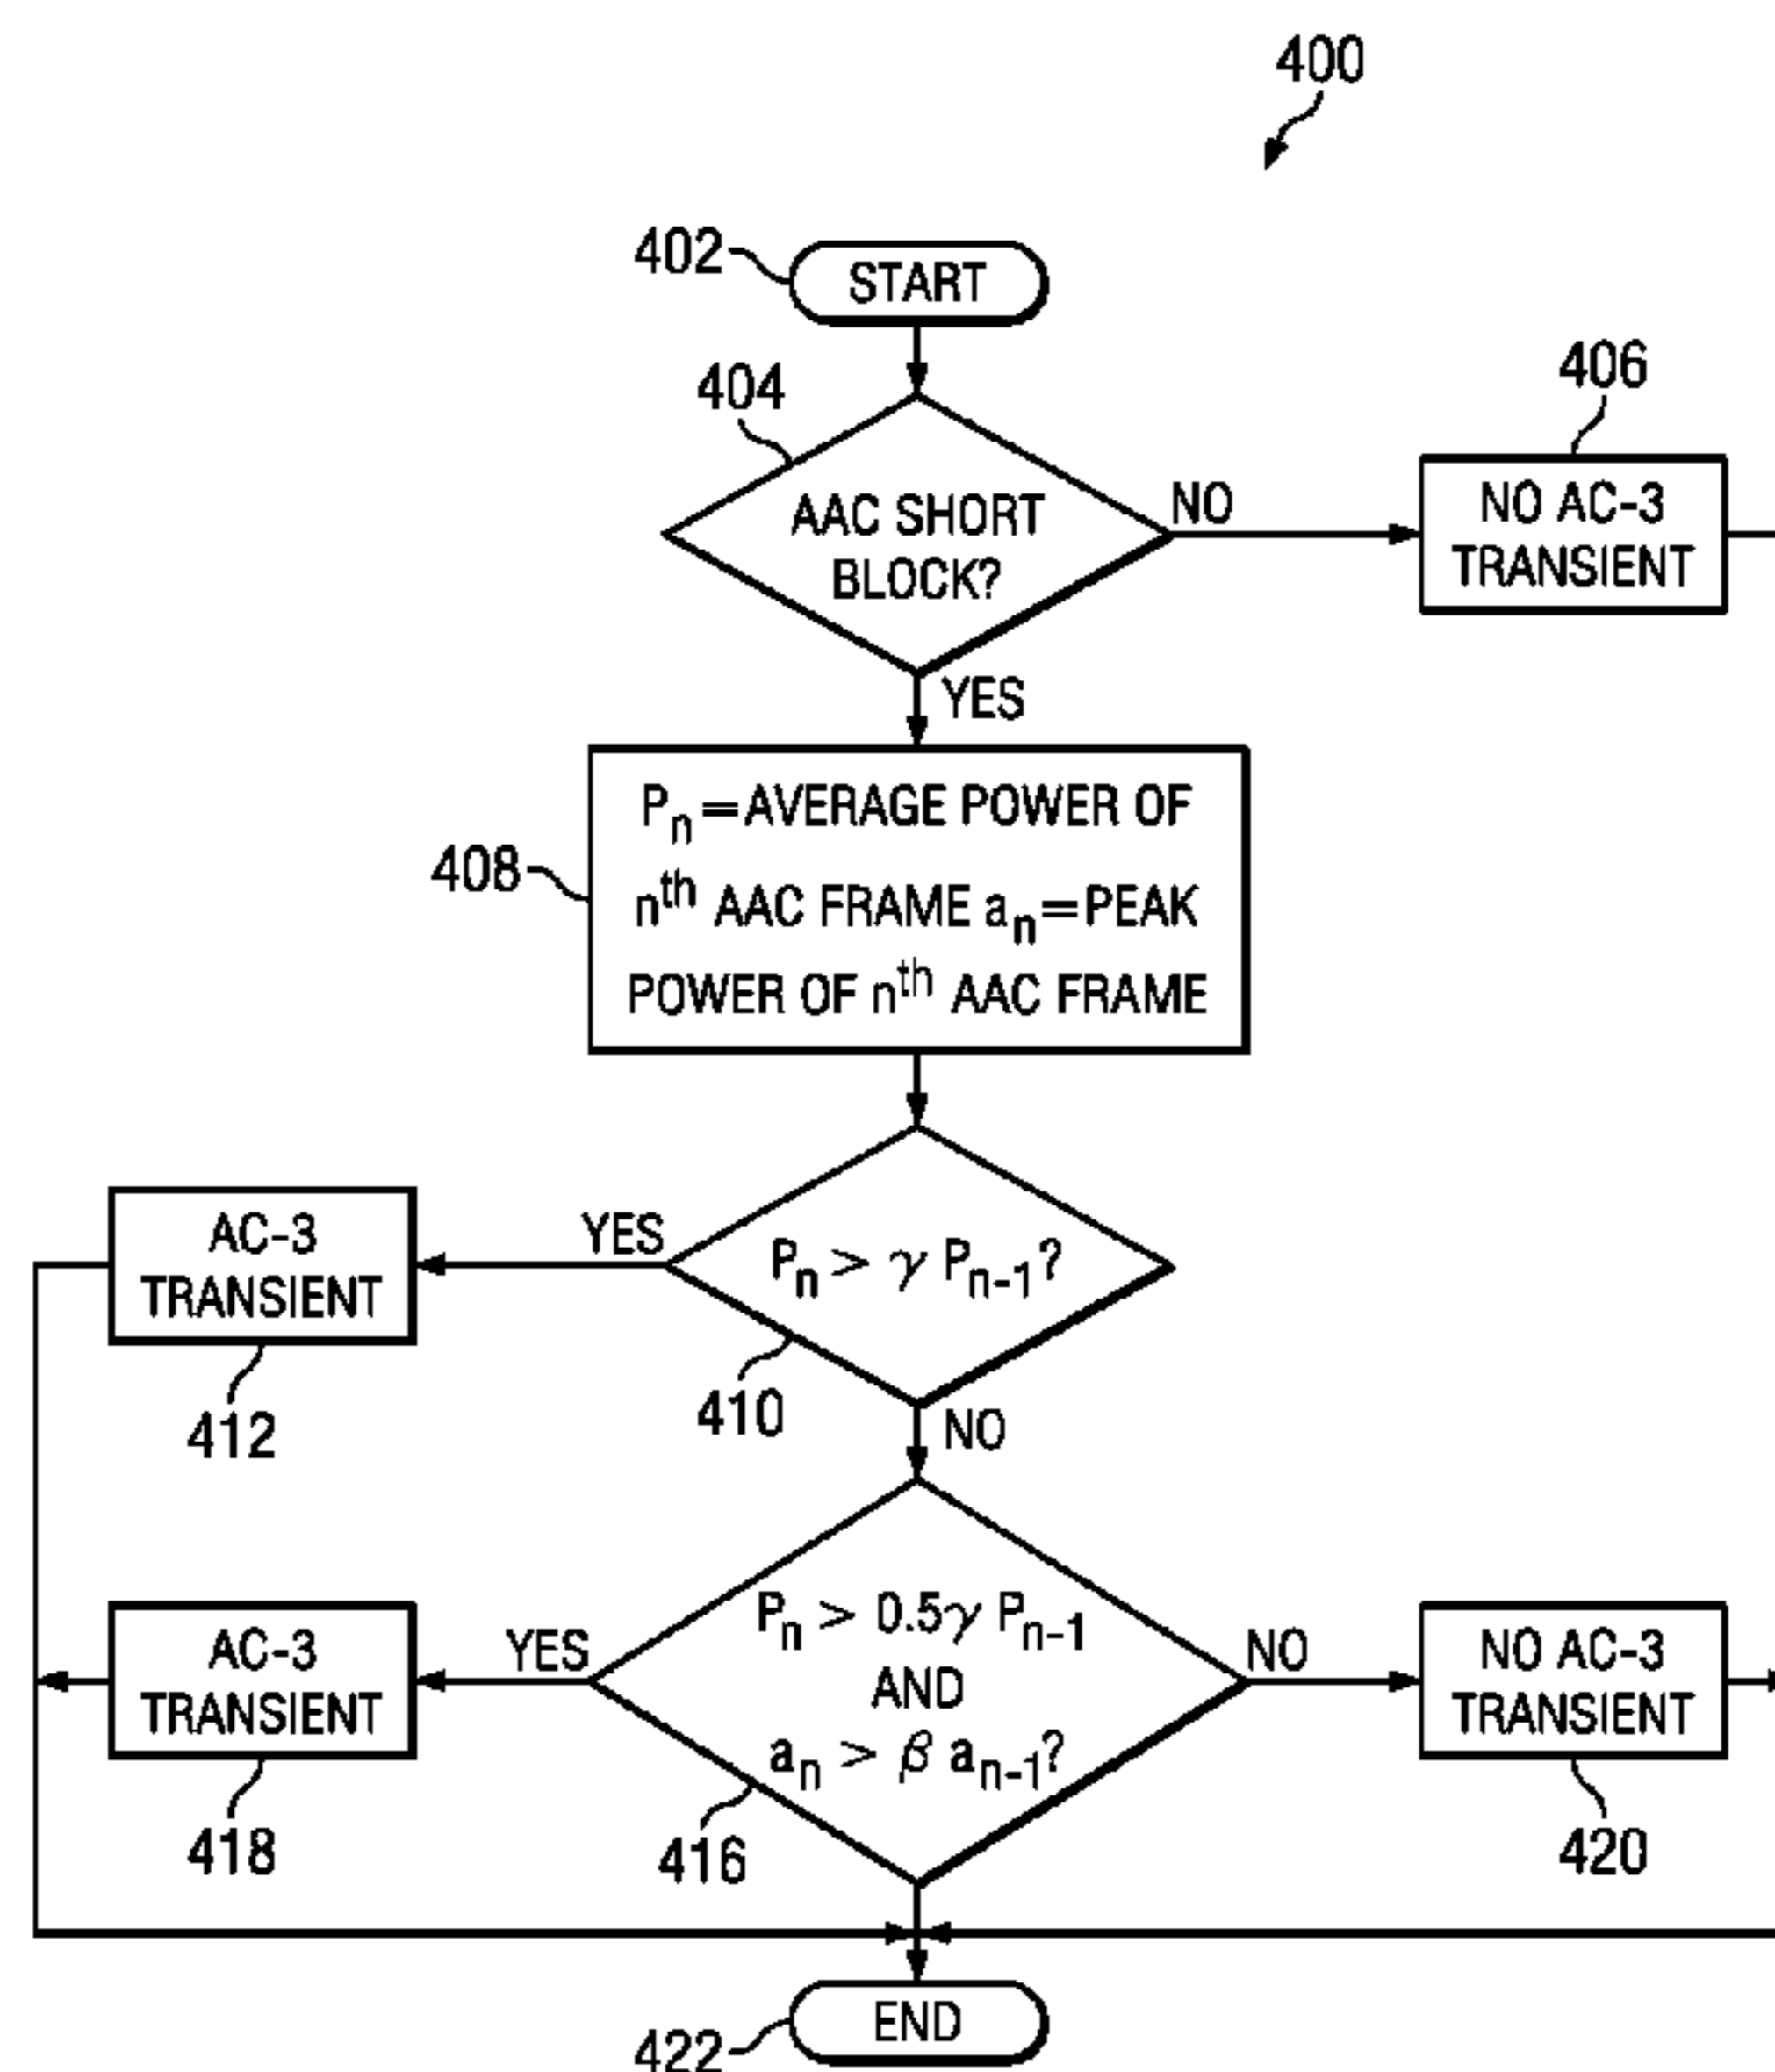 400
402
START
404
406
AAC SHORT
BLOCK?
NO
NO AC-3
TRANSIENT
YES
408
Pn=AVERAGE POWER OF
nth AAC FRAME an=PEAK
POWER OF nth AAC FRAME
AC-3
TRANSIENT
YES
Pn > γ Pn-1?
412
410
NO
AC-3
TRANSIENT
YES
Pn > 0.5γ Pn-1
AND
an > β an-1?
NO
NO AC-3
TRANSIENT
418
416
420
END
422